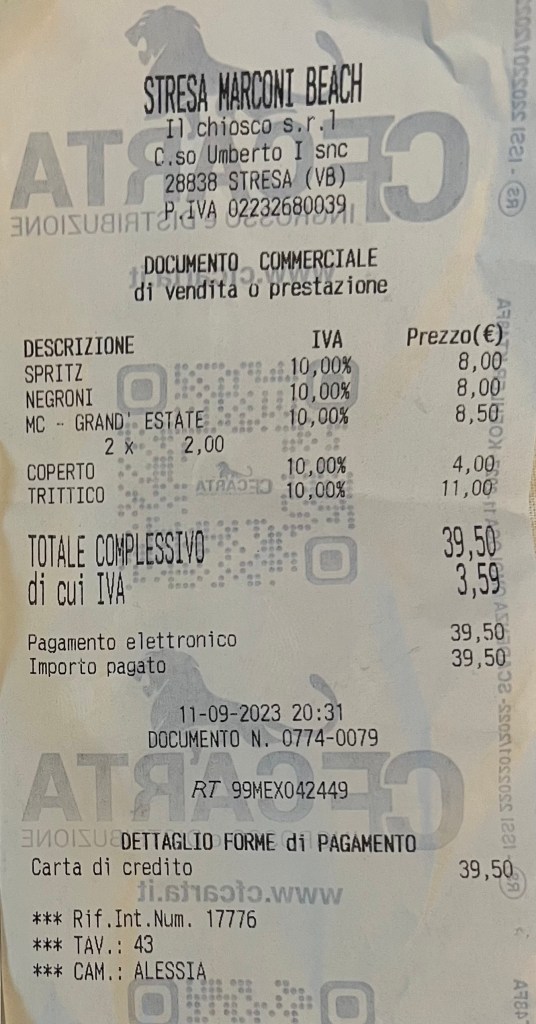 STRESA MARCONI BEACH
Il chiosco s.r.l
C.so Umberto I snc
28838 STRESA (VB)
P.IVA 02232680039
DOCUMENTO COMMERCIALE
di vendita o prestazione
DESCRIZIONE IVA Prezzo(€)
SPRITZ 10,00% 8,00
NEGRONI 10,00% 8,00
MC - GRAND' ESTATE 10,00% 8,50
2 x 2,00
COPERTO 10,00% 4,00
TRITTICO 10,00% 11,00
TOTALE COMPLESSIVO 39,50
di cui IVA 3,59
Pagamento elettronico 39,50
Importo pagato 39,50
11-09-2023 20:31
DOCUMENTO N. 0774-0079
RT 99MEX042449
DETTAGLIO FORME di PAGAMENTO
Carta di credito 39,50
www.cfcarta.it
*** Rif.Int.Num. 17776
*** TAV.: 43
*** CAM.: ALESSIA
CFCARTA